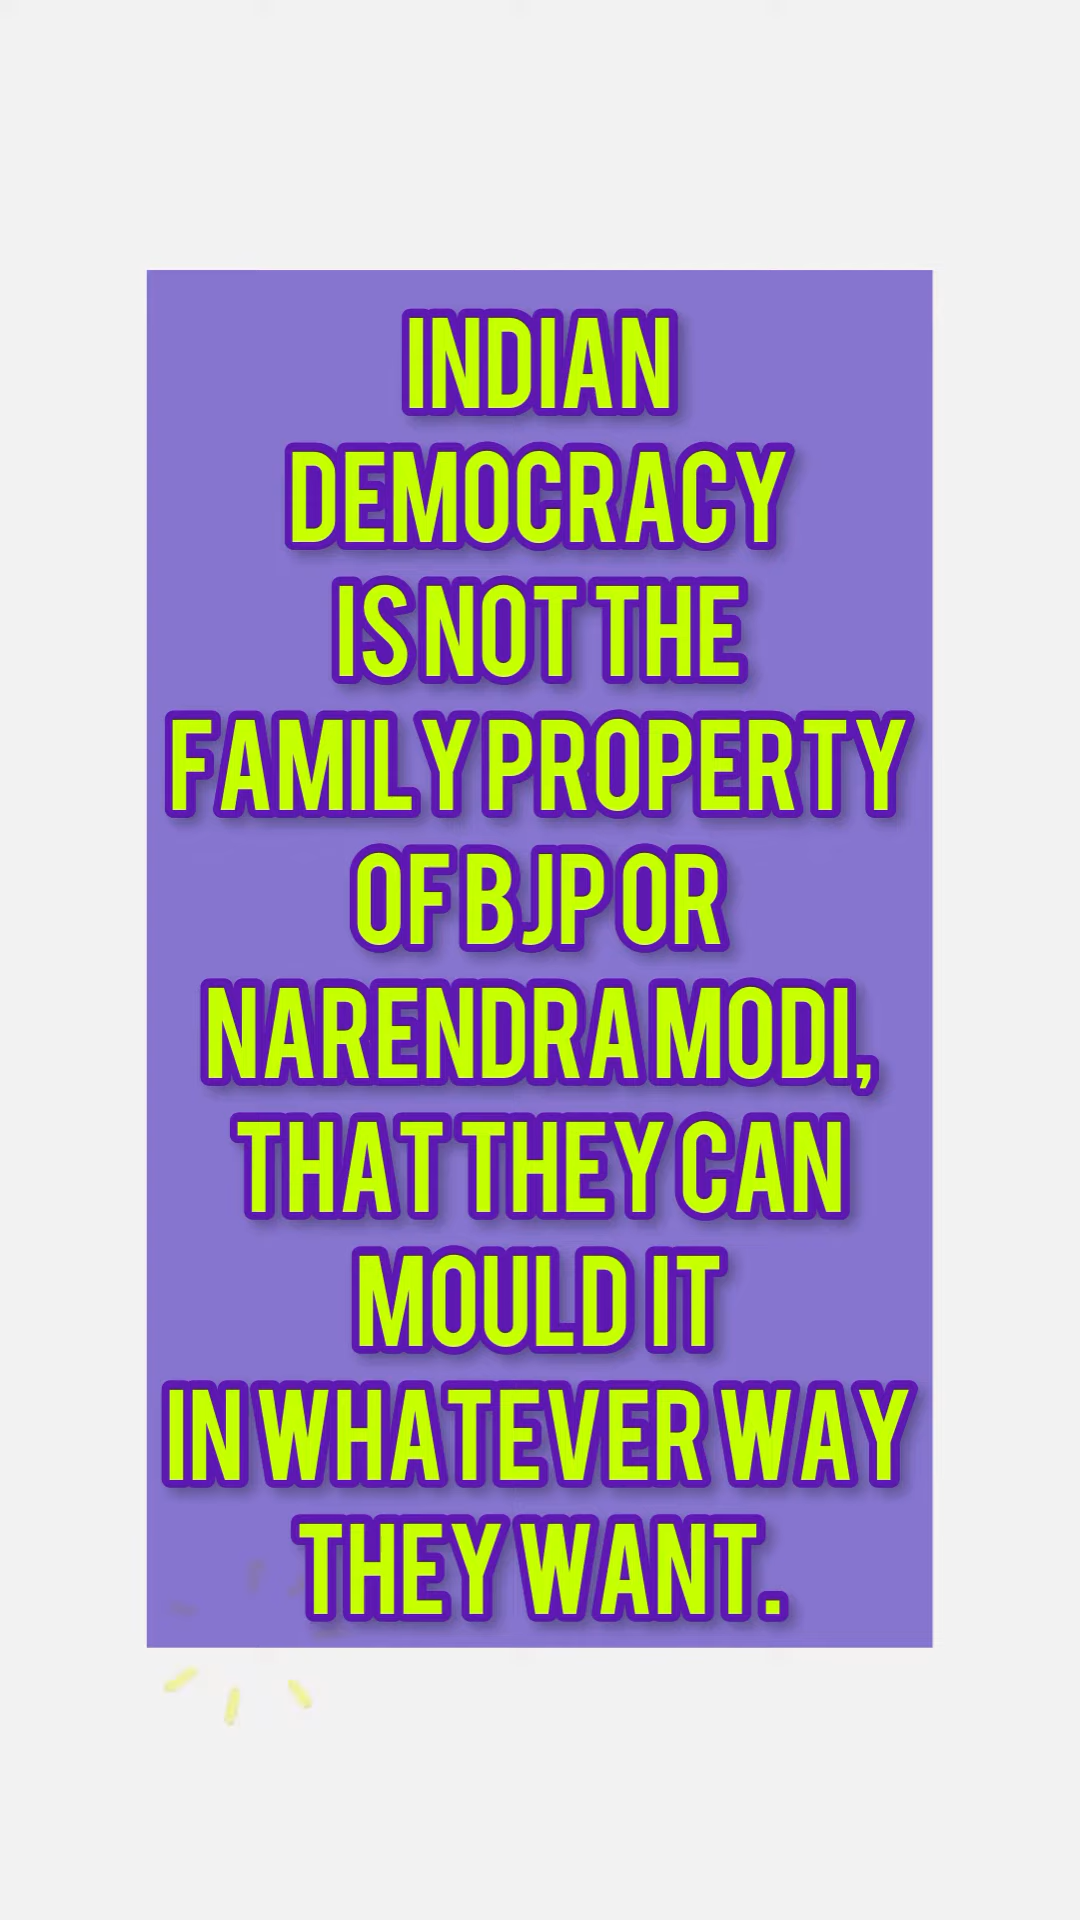 INDIAN
DEMOCRACY
IS NOT THE
FAMILY PROPERTY
OF BJP OR
NARENDRA MODI,
THAT THEY CAN
MOULD IT
IN WHATEVER WAY
THEY WANT.